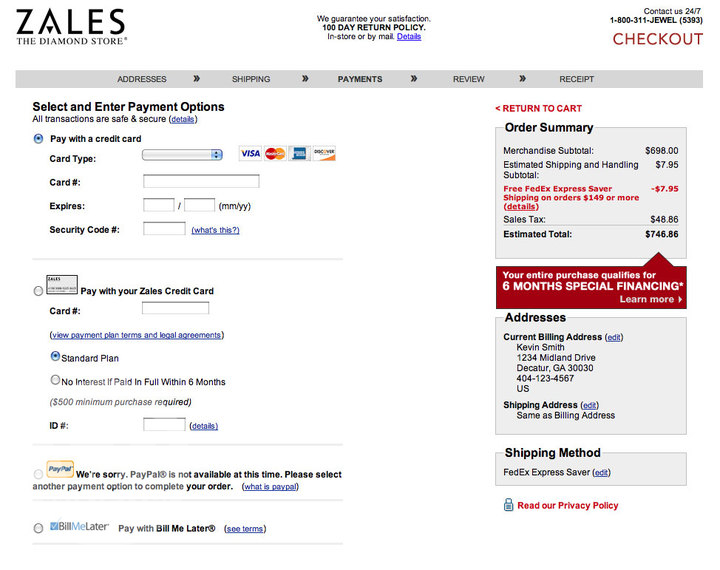 ZALES
THE DIAMOND STORE®
We guarantee your satisfaction.
100 DAY RETURN POLICY.
In-store or by mail. Details
Contact us 24/7
1-800-311-JEWEL (5393)
CHECKOUT
ADDRESSES » SHIPPING » PAYMENTS » REVIEW » RECEIPT
Select and Enter Payment Options
All transactions are safe & secure (details)
Pay with a credit card
Card Type:
VISA MasterCard DISCOVER
Card #:
Expires: / (mm/yy)
Security Code #: (what's this?)
ZALES
Pay with your Zales Credit Card
Card #:
(view payment plan terms and legal agreements)
Standard Plan
No Interest If Paid In Full Within 6 Months
($500 minimum purchase required)
ID #: (details)
PayPal We're sorry. PayPal® is not available at this time. Please select
another payment option to complete your order. (what is paypal)
BillMeLater® Pay with Bill Me Later® (see terms)
< RETURN TO CART
Order Summary
Merchandise Subtotal: $698.00
Estimated Shipping and Handling $7.95
Subtotal:
Free FedEx Express Saver -$7.95
Shipping on orders $149 or more
(details)
Sales Tax: $48.86
Estimated Total: $746.86
Your entire purchase qualifies for
6 MONTHS SPECIAL FINANCING*
Learn more
Addresses
Current Billing Address (edit)
Kevin Smith
1234 Midland Drive
Decatur, GA 30030
404-123-4567
US
Shipping Address (edit)
Same as Billing Address
Shipping Method
FedEx Express Saver (edit)
Read our Privacy Policy